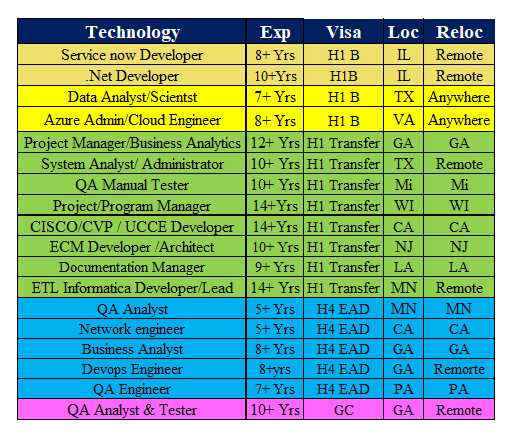 Technology Exp Visa Loc Reloc
Service now Developer 8+ Yrs H1 B IL Remote
.Net Developer 10+Yrs H1B IL Remote
Data Analyst/Scientst 7+ Yrs H1 B TX Anywhere
Azure Admin/Cloud Engineer 8+ Yrs H1 B VA Anywhere
Project Manager/Business Analytics 12+ Yrs H1 Transfer GA GA
System Analyst/ Administrator 10+ Yrs H1 Transfer TX Remote
QA Manual Tester 10+ Yrs H1 Transfer Mi Mi
Project/Program Manager 14+Yrs H1 Transfer WI WI
CISCO/CVP / UCCE Developer 14+Yrs H1 Transfer CA CA
ECM Developer /Architect 10+ Yrs H1 Transfer NJ NJ
Documentation Manager 9+ Yrs H1 Transfer LA LA
ETL Informatica Developer/Lead 14+ Yrs H1 Transfer MN Remote
QA Analyst 5+ Yrs H4 EAD MN MN
Network engineer 5+ Yrs H4 EAD CA CA
Business Analyst 8+ Yrs H4 EAD GA GA
Devops Engineer 8+yrs H4 EAD GA Remorte
QA Engineer 7+ Yrs H4 EAD PA PA
QA Analyst & Tester 10+ Yrs GC GA Remote